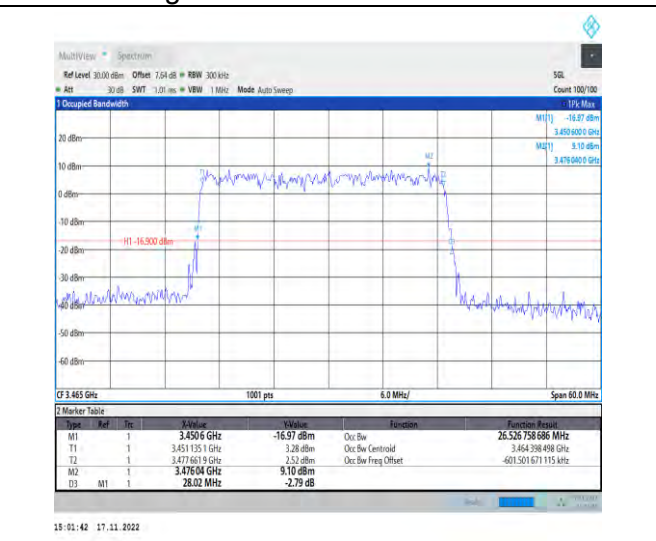 MultiView Spectrum
Ref Level 30.00 dBm Offset 7.64 dB RBW 300 kHz SGL
Att 30 dB SWT 1.01 ms VBW 1 MHz Mode Auto Sweep Count 100/100
1 Occupied Bandwidth 1Pk Max
M1[1] -16.97 dBm
3.450 600 0 GHz
M2[1] 9.10 dBm
3.476 040 0 GHz
20 dBm
10 dBm
M2
0 dBm
-10 dBm
M1
H1 -16.900 dBm
-20 dBm
-30 dBm
-40 dBm
-50 dBm
-60 dBm
CF 3.465 GHz 1001 pts 6.0 MHz/ Span 60.0 MHz
2 Marker Table
Type Ref Trc X-Value Y-Value Function Function Result
M1 1 3.4506 GHz -16.97 dBm Occ Bw 26.526 758 686 MHz
T1 1 3.451 135 1 GHz 3.28 dBm Occ Bw Centroid 3.464 398 498 GHz
T2 1 3.477 661 9 GHz 2.52 dBm Occ Bw Freq Offset -601.501 671 115 kHz
M2 1 3.476 04 GHz 9.10 dBm
D3 M1 1 28.02 MHz -2.79 dB
15:01:42 17.11.2022